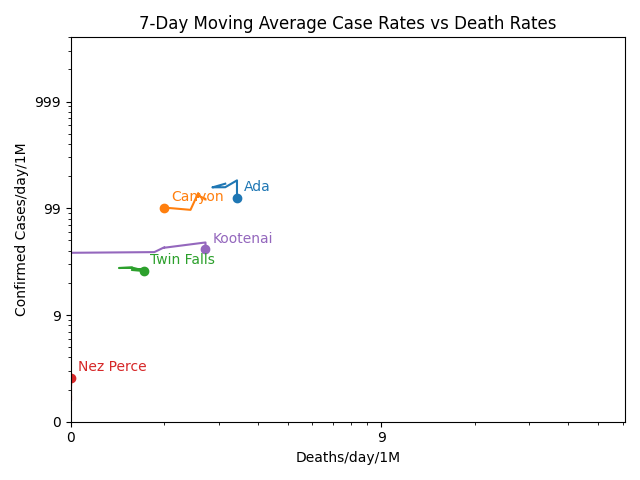 7-Day Moving Average Case Rates vs Death Rates
999
Ada
Canyon
99
Kootenai
Twin Falls
9
Nez Perce
0
0
9
Confirmed Cases/day/1M
Deaths/day/1M